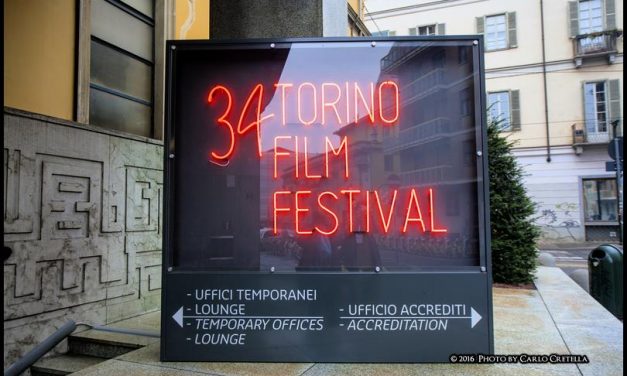 34 TORINO
FILM
FESTIVAL
- UFFICI TEMPORANEI
- LOUNGE
- TEMPORARY OFFICES
- LOUNGE
- UFFICIO ACCREDITI
- ACCREDITATION
© 2016 PHOTO BY CARLO CRETELLA